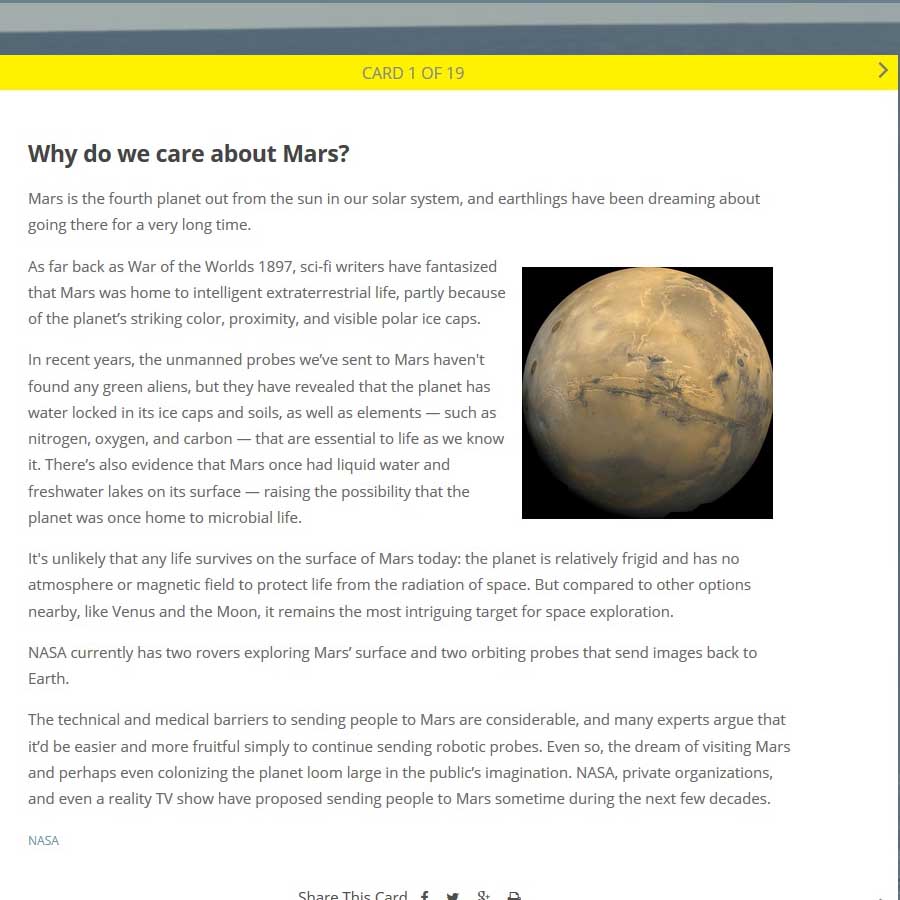 CARD 1 OF 19
Why do we care about Mars?
Mars is the fourth planet out from the sun in our solar system, and earthlings have been dreaming about
going there for a very long time.
As far back as War of the Worlds 1897, sci-fi writers have fantasized
that Mars was home to intelligent extraterrestrial life, partly because
of the planet’s striking color, proximity, and visible polar ice caps.
In recent years, the unmanned probes we’ve sent to Mars haven't
found any green aliens, but they have revealed that the planet has
water locked in its ice caps and soils, as well as elements — such as
nitrogen, oxygen, and carbon — that are essential to life as we know
it. There’s also evidence that Mars once had liquid water and
freshwater lakes on its surface — raising the possibility that the
planet was once home to microbial life.
It's unlikely that any life survives on the surface of Mars today: the planet is relatively frigid and has no
atmosphere or magnetic field to protect life from the radiation of space. But compared to other options
nearby, like Venus and the Moon, it remains the most intriguing target for space exploration.
NASA currently has two rovers exploring Mars’ surface and two orbiting probes that send images back to
Earth.
The technical and medical barriers to sending people to Mars are considerable, and many experts argue that
it’d be easier and more fruitful simply to continue sending robotic probes. Even so, the dream of visiting Mars
and perhaps even colonizing the planet loom large in the public’s imagination. NASA, private organizations,
and even a reality TV show have proposed sending people to Mars sometime during the next few decades.
NASA
Share This Card